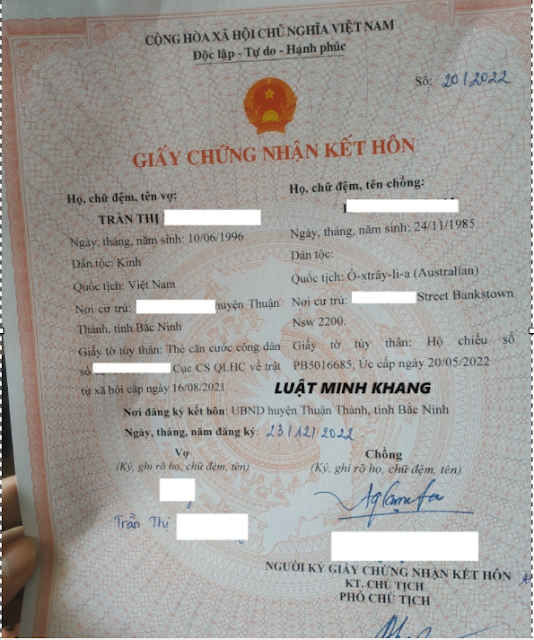 CỘNG HÒA XÃ HỘI CHỦ NGHĨA VIỆT NAM
Độc lập - Tự do - Hạnh phúc
Số: 20/2022
GIẤY CHỨNG NHẬN KẾT HÔN
Họ, chữ đệm, tên vợ:
TRẦN THỊ
Ngày, tháng, năm sinh: 10/06/1996
Dân tộc: Kinh
Quốc tịch: Việt Nam
Nơi cư trú: huyện Thuận
Thành, tỉnh Bắc Ninh
Giấy tờ tùy thân: Thẻ căn cước công dân
số Cục CS QLHC về trật
tự xã hội cấp ngày 16/08/2021
Họ, chữ đệm, tên chồng:
Ngày, tháng, năm sinh: 24/11/1985
Dân tộc:
Quốc tịch: Ô-xtrây-li-a (Australian)
Nơi cư trú: Street Bankstown
Nsw 2200.
Giấy tờ tùy thân: Hộ chiếu số
PB5016685, Úc cấp ngày 20/05/2022
LUẬT MINH KHANG
Nơi đăng ký kết hôn: UBND huyện Thuận Thành, tỉnh Bắc Ninh
Ngày, tháng, năm đăng ký: 23/12/2022
Vợ
(Ký, ghi rõ họ, chữ đệm, tên)
Trần Thị
Chồng
(Ký, ghi rõ họ, chữ đệm, tên)
NGƯỜI KÝ GIẤY CHỨNG NHẬN KẾT HÔN
KT. CHỦ TỊCH
PHÓ CHỦ TỊCH